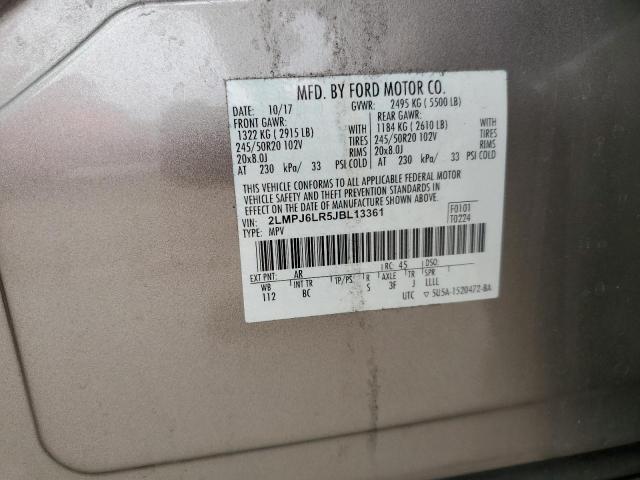 MFD. BY FORD MOTOR CO.
DATE: 10/17 GVWR: 2495 KG ( 5500 LB)
FRONT GAWR: REAR GAWR:
1322 KG ( 2915 LB) WITH 1184 KG ( 2610 LB) WITH
245/50R20 102V TIRES 245/50R20 102V TIRES
20x8.0J RIMS 20x8.0J RIMS
AT 230 kPa/ 33 PSI COLD AT 230 kPa/ 33 PSI COLD
THIS VEHICLE CONFORMS TO ALL APPLICABLE FEDERAL MOTOR
VEHICLE SAFETY AND THEFT PREVENTION STANDARDS IN
EFFECT ON THE DATE OF MANUFACTURE SHOWN ABOVE.
VIN: 2LMPJ6LR5JBL13361 F0101
TYPE: MPV T0224
EXT PNT: AR RC: 45 DSO:
WB INT TR TP/PS R AXLE TR SPR
112 BC S 3F J LLLL
UTC ▽ 5U5A-1520472-BA